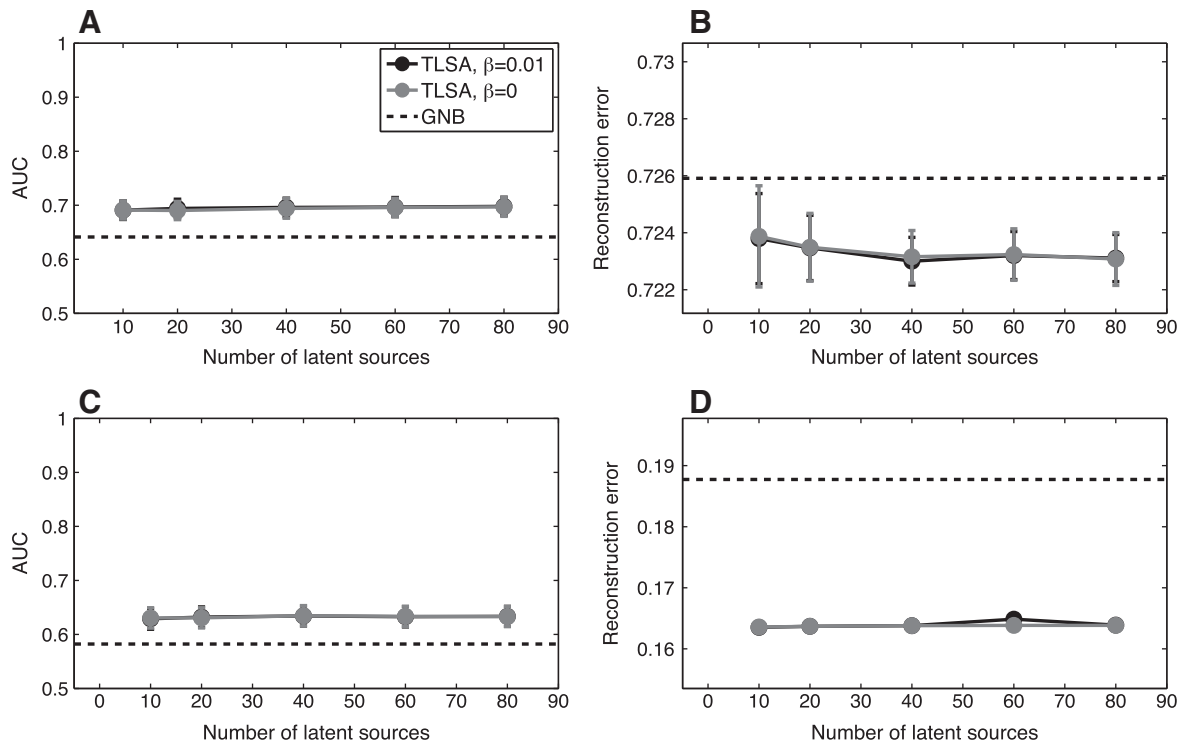 A
1
0.9
0.8
0.7
0.6
0.5
AUC
10 20 30 40 50 60 70 80 90
Number of latent sources
TLSA, β=0.01
TLSA, β=0
GNB
B
0.73
0.728
0.726
0.724
0.722
Reconstruction error
0 10 20 30 40 50 60 70 80 90
Number of latent sources
C
1
0.9
0.8
0.7
0.6
0.5
AUC
0 10 20 30 40 50 60 70 80 90
Number of latent sources
D
0.19
0.18
0.17
0.16
Reconstruction error
0 10 20 30 40 50 60 70 80 90
Number of latent sources